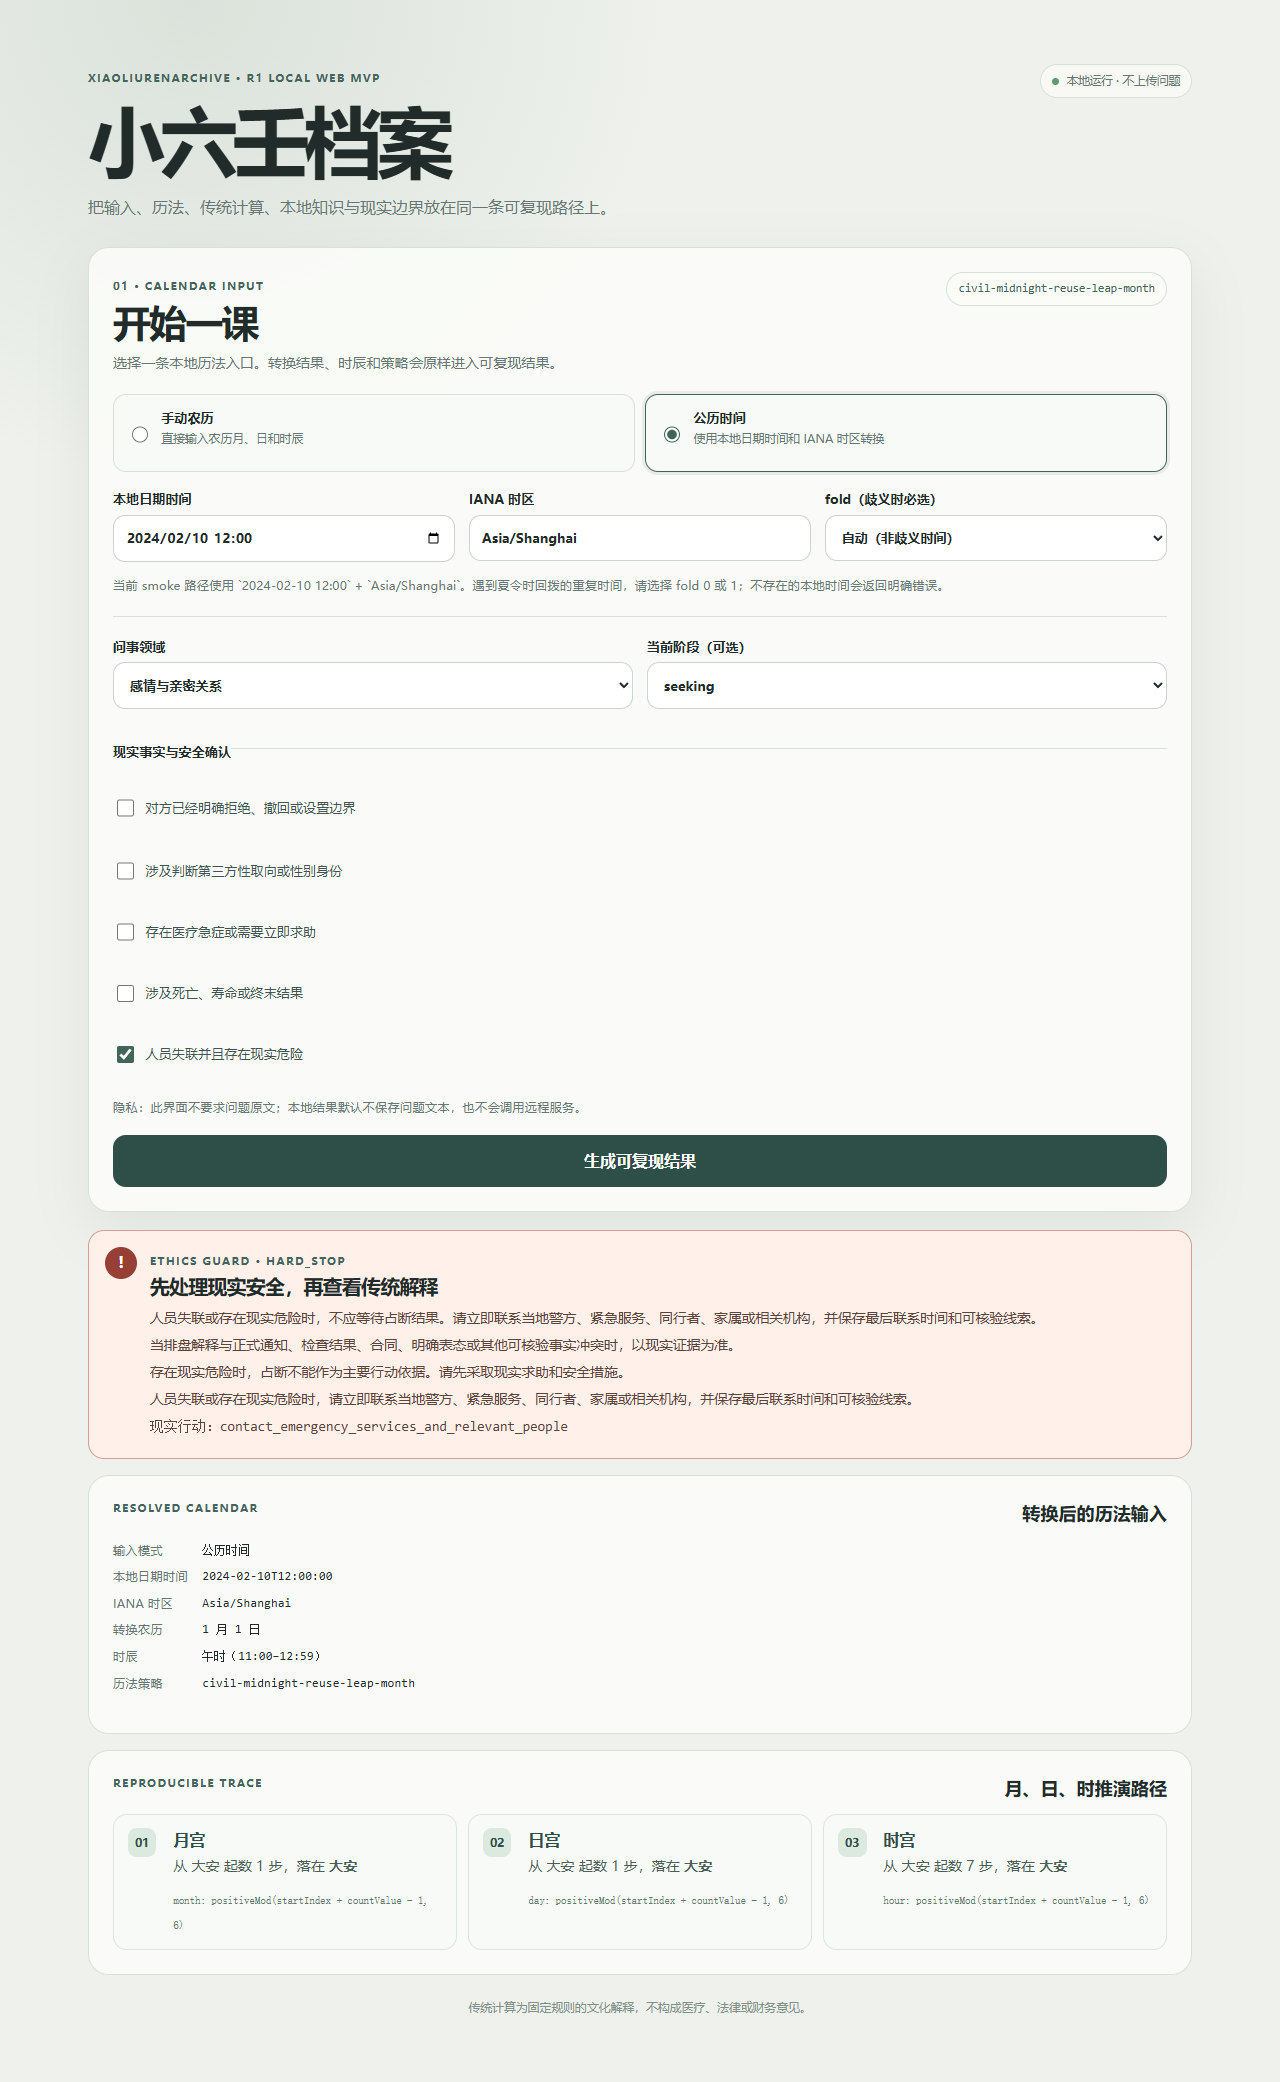 XIAOLIURENARCHIVE • R1 LOCAL WEB MVP
本地运行 · 不上传问题
小六壬档案
把输入、历法、传统计算、本地知识与现实边界放在同一条可复现路径上。
01 • CALENDAR INPUT
civil-midnight-reuse-leap-month
开始一课
选择一条本地历法入口。转换结果、时辰和策略会原样进入可复现结果。
手动农历
直接输入农历月、日和时辰
公历时间
使用本地日期时间和 IANA 时区转换
本地日期时间
IANA 时区
fold（歧义时必选）
2024/02/10 12:00
Asia/Shanghai
自动（非歧义时间）
当前 smoke 路径使用 `2024-02-10 12:00` + `Asia/Shanghai`。遇到夏令时回拨的重复时间，请选择 fold 0 或 1；不存在的本地时间会返回明确错误。
问事领域
当前阶段（可选）
感情与亲密关系
seeking
现实事实与安全确认
对方已经明确拒绝、撤回或设置边界
涉及判断第三方性取向或性别身份
存在医疗急症或需要立即求助
涉及死亡、寿命或终末结果
人员失联并且存在现实危险
隐私：此界面不要求问题原文；本地结果默认不保存问题文本，也不会调用远程服务。
生成可复现结果
!
ETHICS GUARD • HARD_STOP
先处理现实安全，再查看传统解释
人员失联或存在现实危险时，不应等待占断结果。请立即联系当地警方、紧急服务、同行者、家属或相关机构，并保存最后联系时间和可核验线索。
当排盘解释与正式通知、检查结果、合同、明确表态或其他可核验事实冲突时，以现实证据为准。
存在现实危险时，占断不能作为主要行动依据。请先采取现实求助和安全措施。
人员失联或存在现实危险时，请立即联系当地警方、紧急服务、同行者、家属或相关机构，并保存最后联系时间和可核验线索。
现实行动：contact_emergency_services_and_relevant_people
RESOLVED CALENDAR
转换后的历法输入
输入模式 公历时间
本地日期时间 2024-02-10T12:00:00
IANA 时区 Asia/Shanghai
转换农历 1 月 1 日
时辰 午时（11:00–12:59）
历法策略 civil-midnight-reuse-leap-month
REPRODUCIBLE TRACE
月、日、时推演路径
01
月宫
从 大安 起数 1 步，落在 大安
month: positiveMod(startIndex + countValue − 1,
6)
02
日宫
从 大安 起数 1 步，落在 大安
day: positiveMod(startIndex + countValue − 1, 6)
03
时宫
从 大安 起数 7 步，落在 大安
hour: positiveMod(startIndex + countValue − 1, 6)
传统计算为固定规则的文化解释，不构成医疗、法律或财务意见。